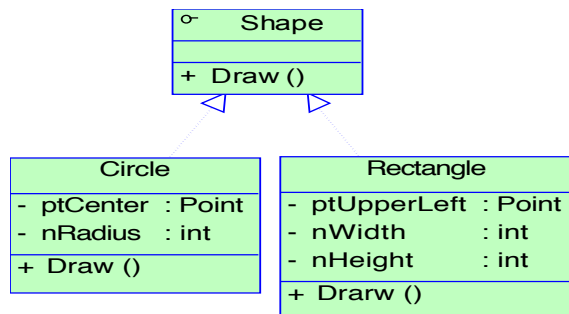 Shape
+ Draw ()
Circle
- ptCenter : Point
- nRadius : int
+ Draw ()
Rectangle
- ptUpperLeft : Point
- nWidth : int
- nHeight : int
+ Drarw ()